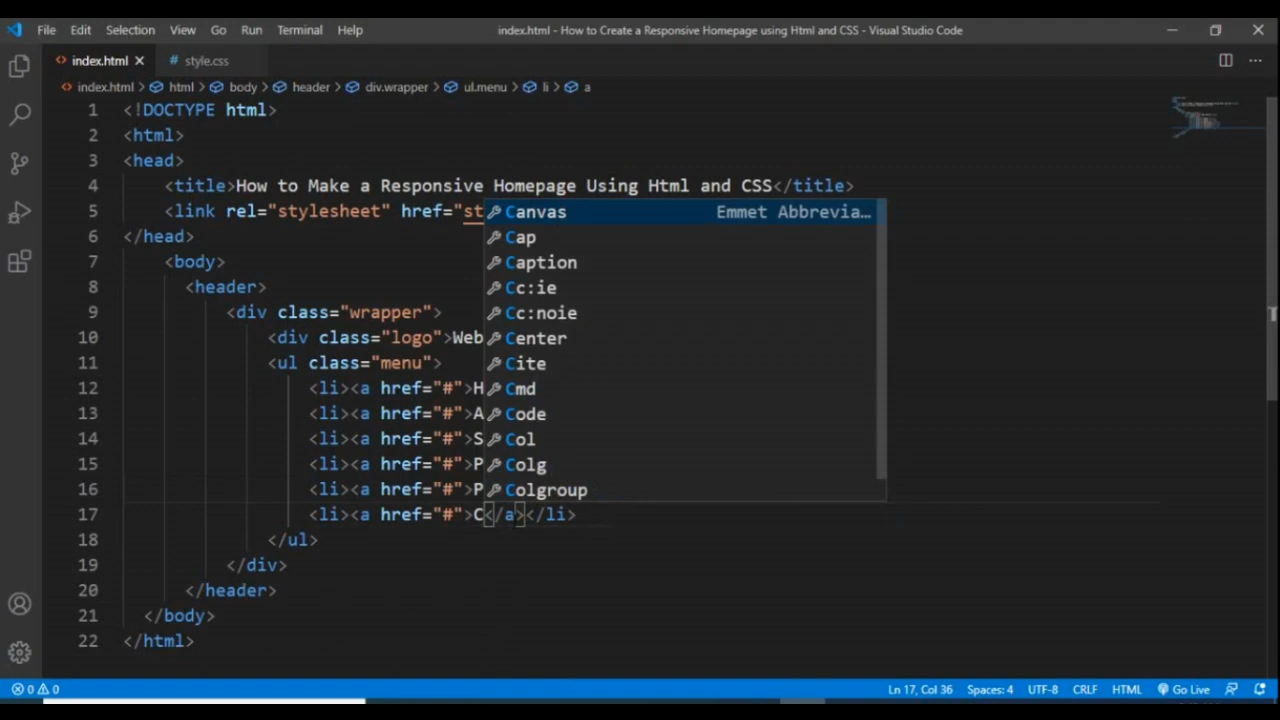 File Edit Selection View Go Run Terminal Help index.html - How to Create a Responsive Homepage using Html and CSS - Visual Studio Code
index.html style.css
index.html > html > body > header > div.wrapper > ul.menu > li > a
1 <!DOCTYPE html>
2 <html>
3 <head>
4 <title>How to Make a Responsive Homepage Using Html and CSS</title>
5 <link rel="stylesheet" href="st
6 </head>
7 <body>
8 <header>
9 <div class="wrapper">
10 <div class="logo">Web
11 <ul class="menu">
12 <li><a href="#">H
13 <li><a href="#">A
14 <li><a href="#">S
15 <li><a href="#">P
16 <li><a href="#">P
17 <li><a href="#">C</a></li>
18 </ul>
19 </div>
20 </header>
21 </body>
22 </html>
Canvas Emmet Abbrevia…
Cap
Caption
Cc:ie
Cc:noie
Center
Cite
Cmd
Code
Col
Colg
Colgroup
0 0 Ln 17, Col 36 Spaces: 4 UTF-8 CRLF HTML Go Live